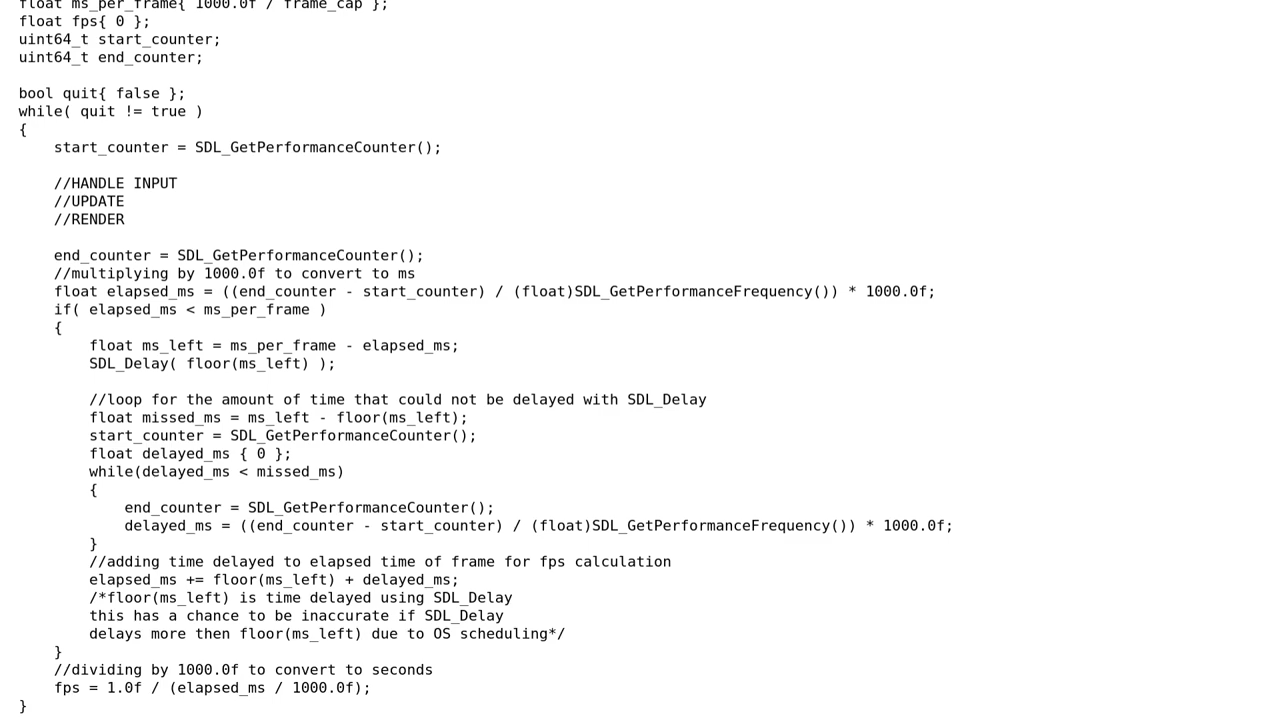 float ms_per_frame{ 1000.0f / frame_cap };
float fps{ 0 };
uint64_t start_counter;
uint64_t end_counter;

bool quit{ false };
while( quit != true )
{
    start_counter = SDL_GetPerformanceCounter();

    //HANDLE INPUT
    //UPDATE
    //RENDER

    end_counter = SDL_GetPerformanceCounter();
    //multiplying by 1000.0f to convert to ms
    float elapsed_ms = ((end_counter - start_counter) / (float)SDL_GetPerformanceFrequency()) * 1000.0f;
    if( elapsed_ms < ms_per_frame )
    {
        float ms_left = ms_per_frame - elapsed_ms;
        SDL_Delay( floor(ms_left) );

        //loop for the amount of time that could not be delayed with SDL_Delay
        float missed_ms = ms_left - floor(ms_left);
        start_counter = SDL_GetPerformanceCounter();
        float delayed_ms { 0 };
        while(delayed_ms < missed_ms)
        {
            end_counter = SDL_GetPerformanceCounter();
            delayed_ms = ((end_counter - start_counter) / (float)SDL_GetPerformanceFrequency()) * 1000.0f;
        }
        //adding time delayed to elapsed time of frame for fps calculation
        elapsed_ms += floor(ms_left) + delayed_ms;
        /*floor(ms_left) is time delayed using SDL_Delay
        this has a chance to be inaccurate if SDL_Delay
        delays more then floor(ms_left) due to OS scheduling*/
    }
    //dividing by 1000.0f to convert to seconds
    fps = 1.0f / (elapsed_ms / 1000.0f);
}